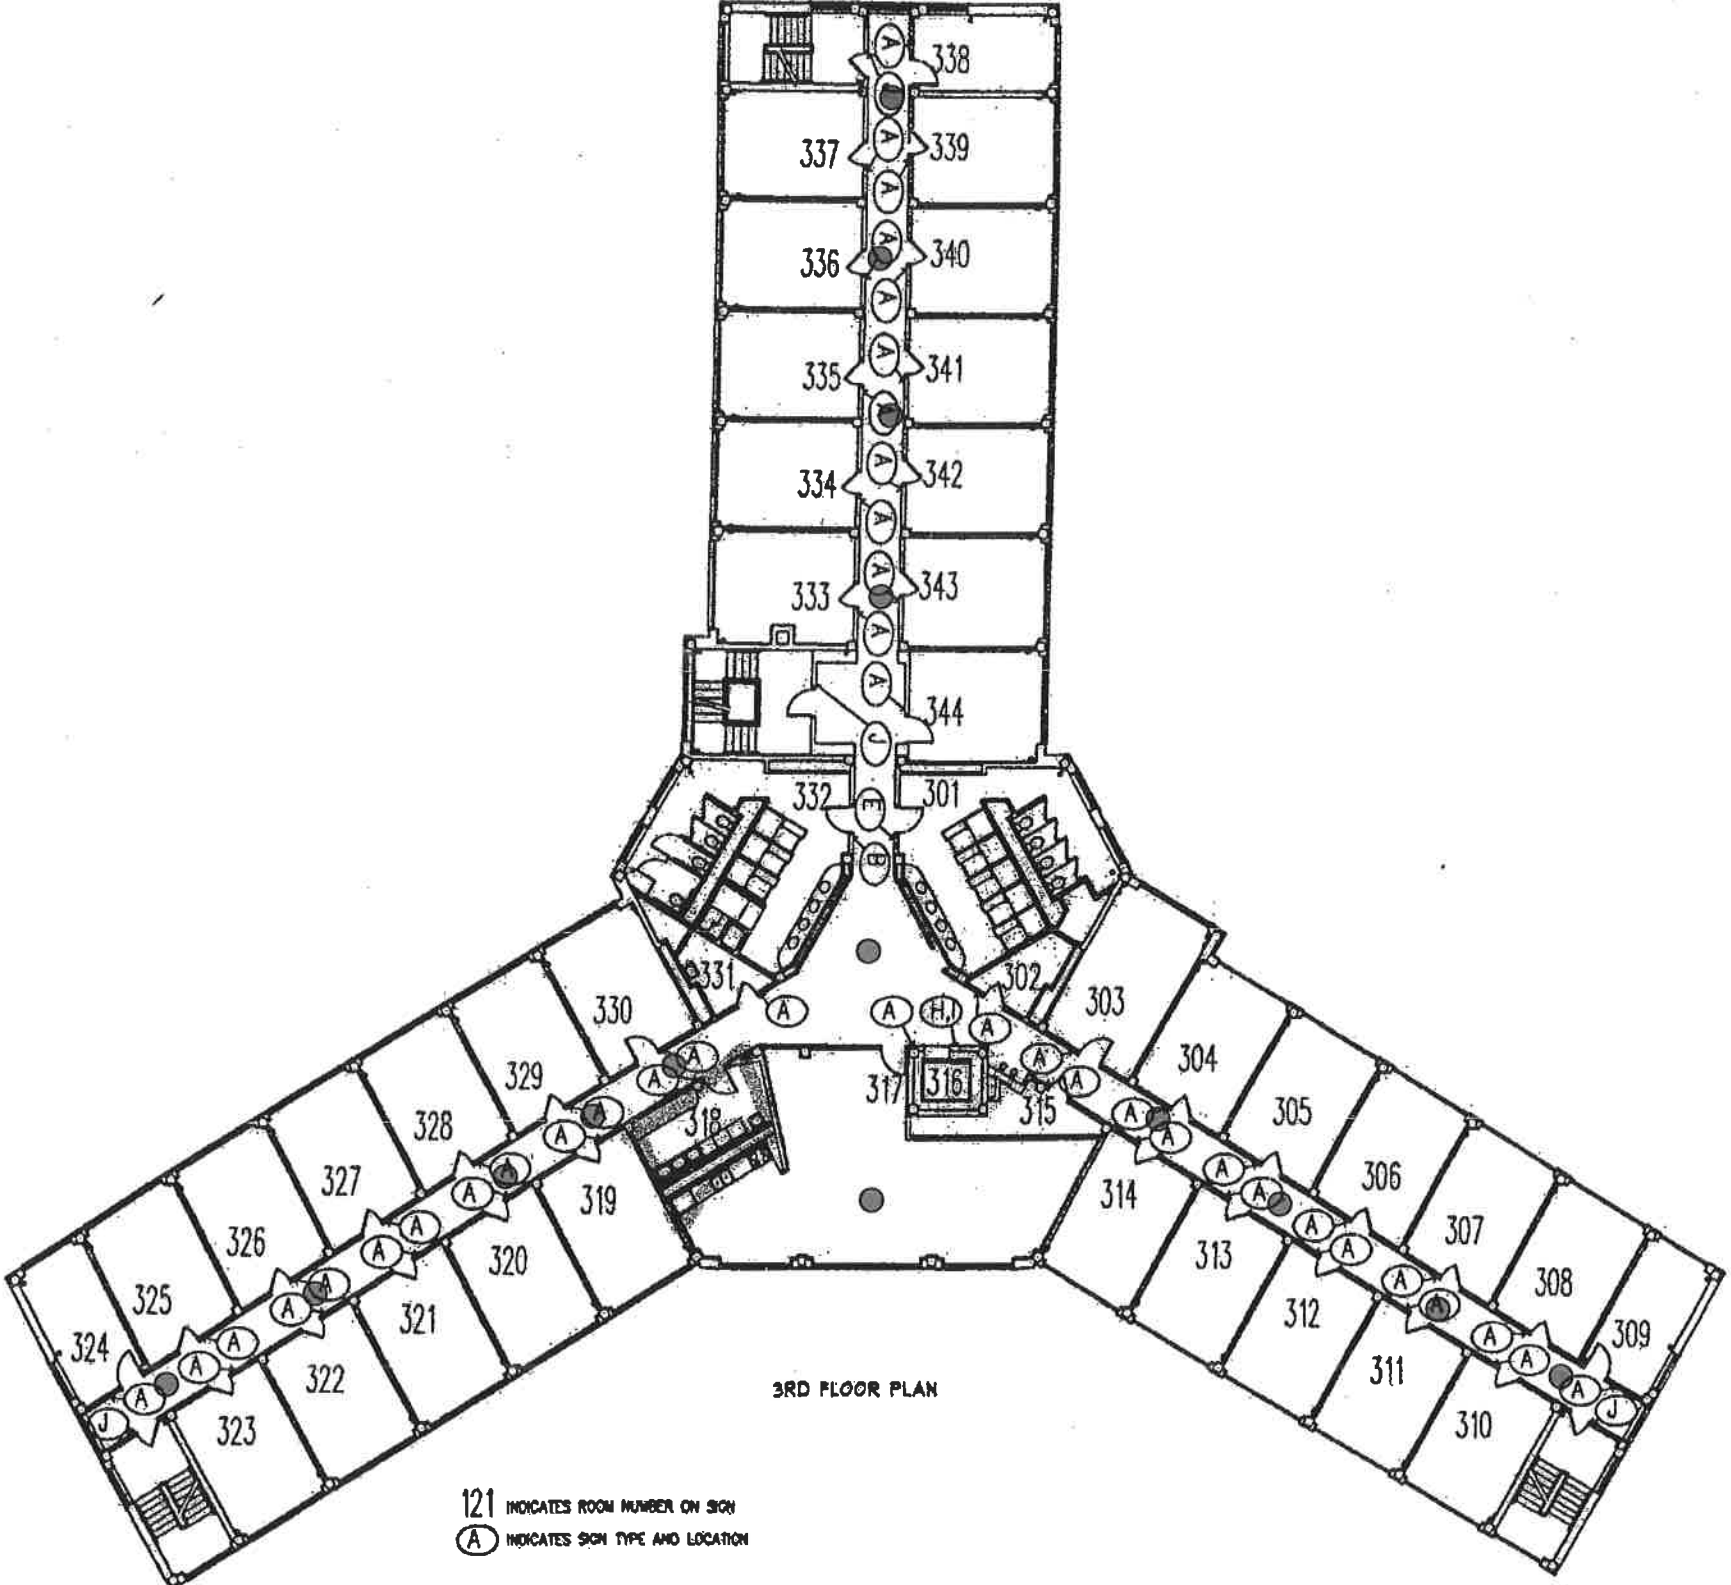 A
338
A
337
A
339
A
336
A
340
A
335
A
341
334
A
342
A
333
A
343
A
A
344
J
332
E
301
B
331
302
330
A
A
H,I
A
303
329
A
A
317
316
315
A
A
304
328
A
A
318
A
A
305
327
A
A
319
314
A
A
306
326
A
A
320
313
A
A
307
325
A
A
321
312
A
A
308
324
A
A
322
311
A
A
309
J
A
323
310
A
J
3RD FLOOR PLAN
121 INDICATES ROOM NUMBER ON SIGN
A INDICATES SIGN TYPE AND LOCATION